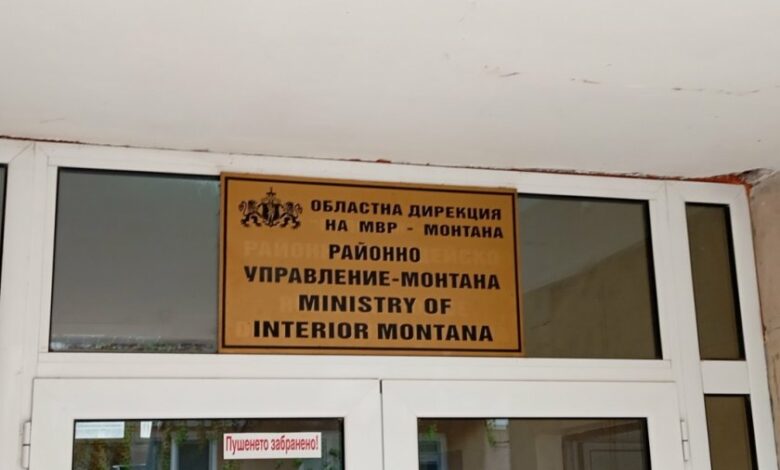 ОБЛАСТНА ДИРЕКЦИЯ
НА МВР - МОНТАНА
РАЙОННО
УПРАВЛЕНИЕ-МОНТАНА
MINISTRY OF
INTERIOR MONTANA
Пушенето забранено!